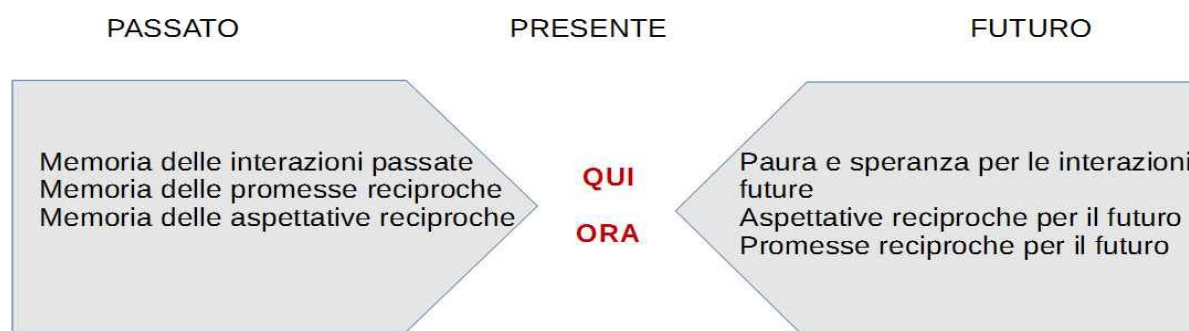 PASSATO PRESENTE FUTURO
Memoria delle interazioni passate
Memoria delle promesse reciproche
Memoria delle aspettative reciproche
QUI
ORA
Paura e speranza per le interazioni
future
Aspettative reciproche per il futuro
Promesse reciproche per il futuro